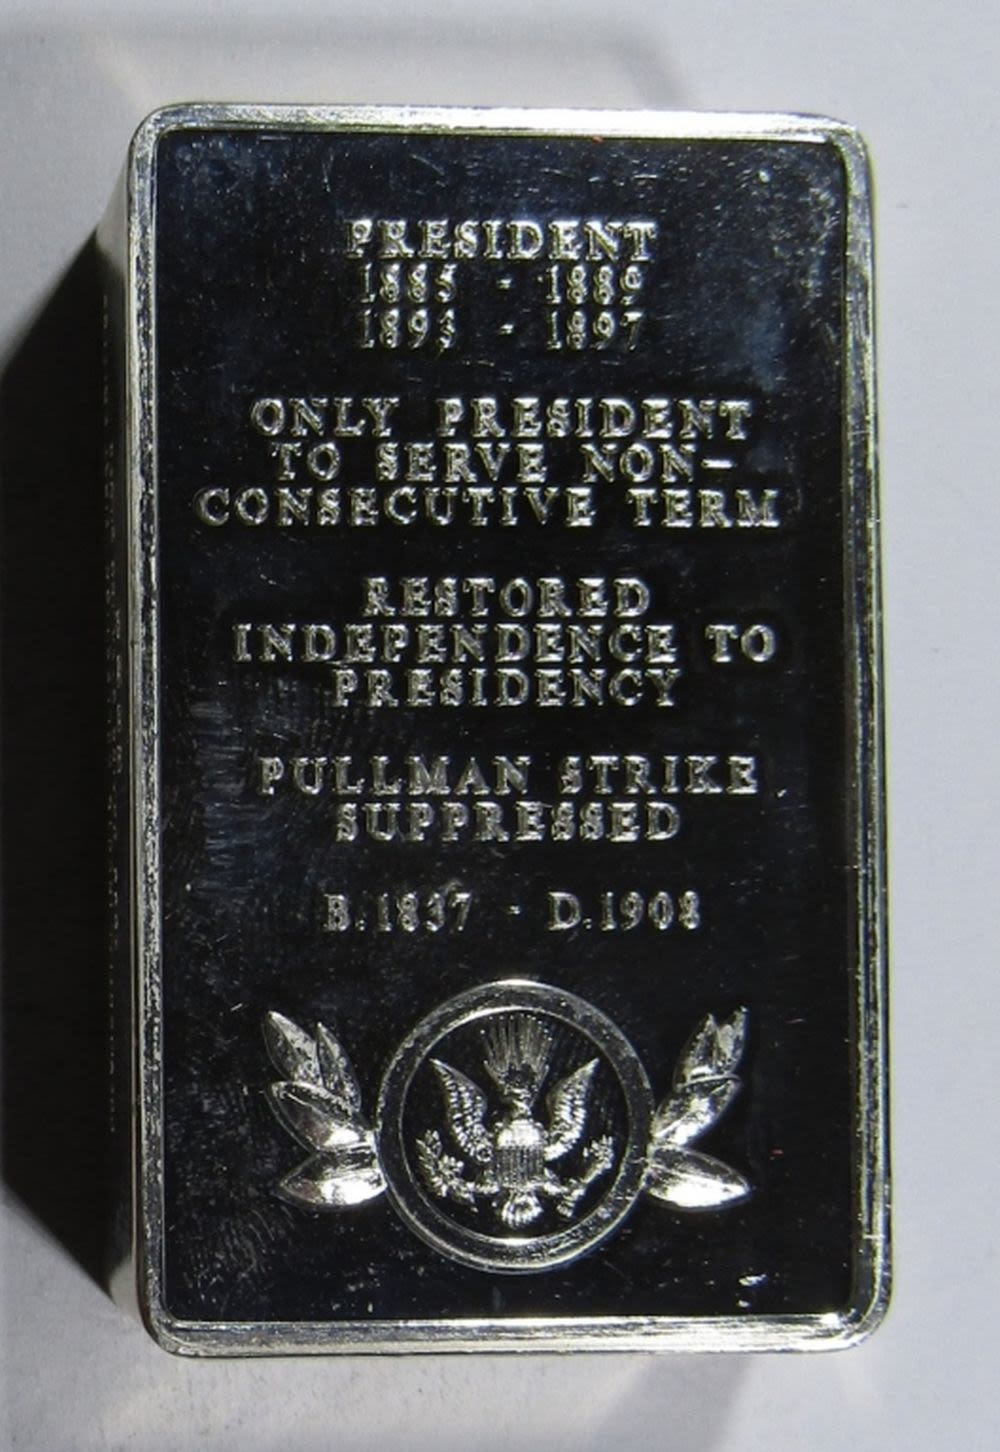 PRESIDENT
1885 - 1889
1893 - 1897
ONLY PRESIDENT
TO SERVE NON-
CONSECUTIVE TERM
RESTORED
INDEPENDENCE TO
PRESIDENCY
PULLMAN STRIKE
SUPPRESSED
B.1837 - D.1908